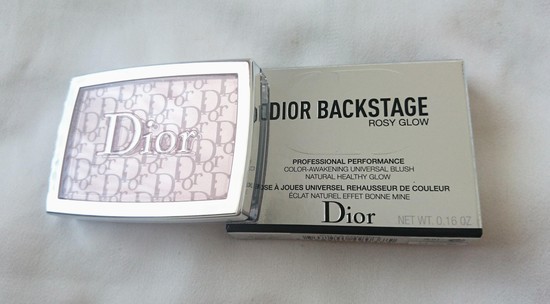 Dior
DIOR BACKSTAGE
ROSY GLOW
PROFESSIONAL PERFORMANCE
COLOR-AWAKENING UNIVERSAL BLUSH
NATURAL HEALTHY GLOW
À JOUES UNIVERSEL REHAUSSEUR DE COULEUR
ÉCLAT NATUREL EFFET BONNE MINE
Dior
NET WT. 0.16 OZ